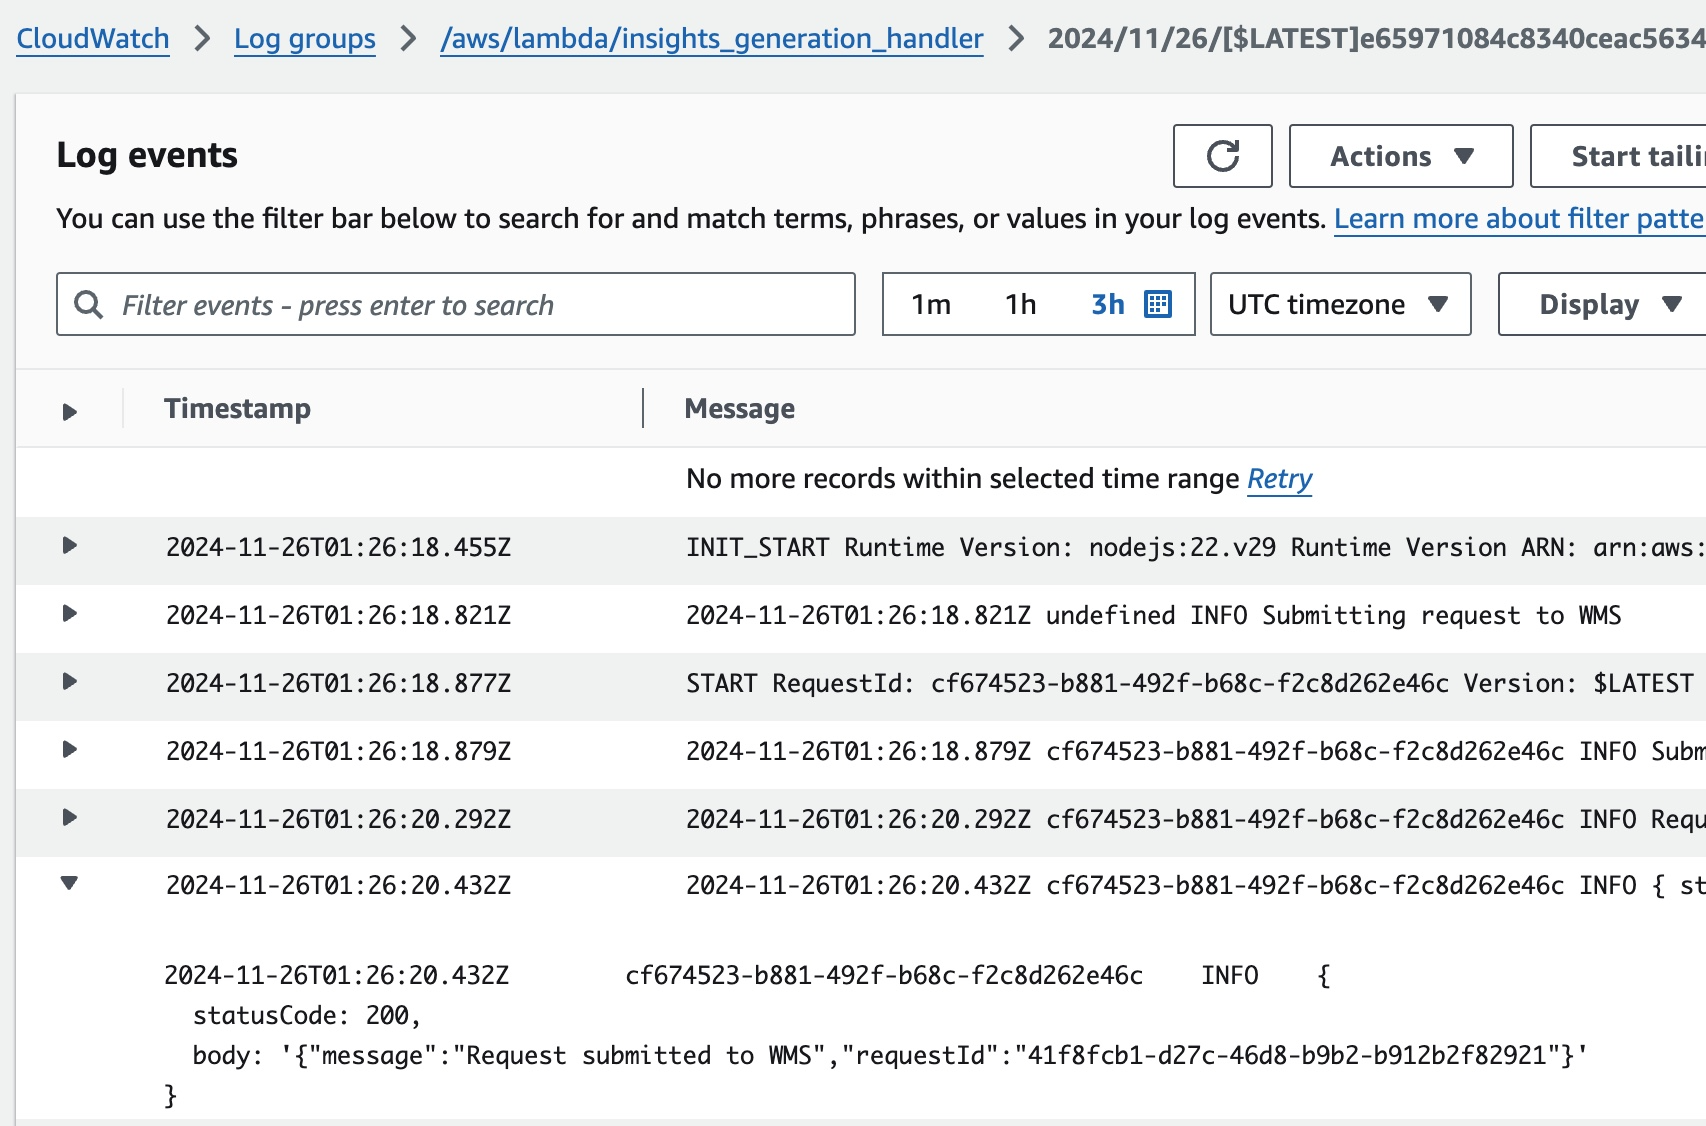 CloudWatch > Log groups > /aws/lambda/insights_generation_handler > 2024/11/26/[$LATEST]e65971084c8340ceac5634
Log events
Actions
Start taili
You can use the filter bar below to search for and match terms, phrases, or values in your log events. Learn more about filter patte
Filter events - press enter to search
1m 1h 3h
UTC timezone
Display
Timestamp Message
No more records within selected time range Retry
2024-11-26T01:26:18.455Z INIT_START Runtime Version: nodejs:22.v29 Runtime Version ARN: arn:aws:
2024-11-26T01:26:18.821Z 2024-11-26T01:26:18.821Z undefined INFO Submitting request to WMS
2024-11-26T01:26:18.877Z START RequestId: cf674523-b881-492f-b68c-f2c8d262e46c Version: $LATEST
2024-11-26T01:26:18.879Z 2024-11-26T01:26:18.879Z cf674523-b881-492f-b68c-f2c8d262e46c INFO Subm
2024-11-26T01:26:20.292Z 2024-11-26T01:26:20.292Z cf674523-b881-492f-b68c-f2c8d262e46c INFO Requ
2024-11-26T01:26:20.432Z 2024-11-26T01:26:20.432Z cf674523-b881-492f-b68c-f2c8d262e46c INFO { st
2024-11-26T01:26:20.432Z cf674523-b881-492f-b68c-f2c8d262e46c INFO {
statusCode: 200,
body: '{"message":"Request submitted to WMS","requestId":"41f8fcb1-d27c-46d8-b9b2-b912b2f82921"}'
}